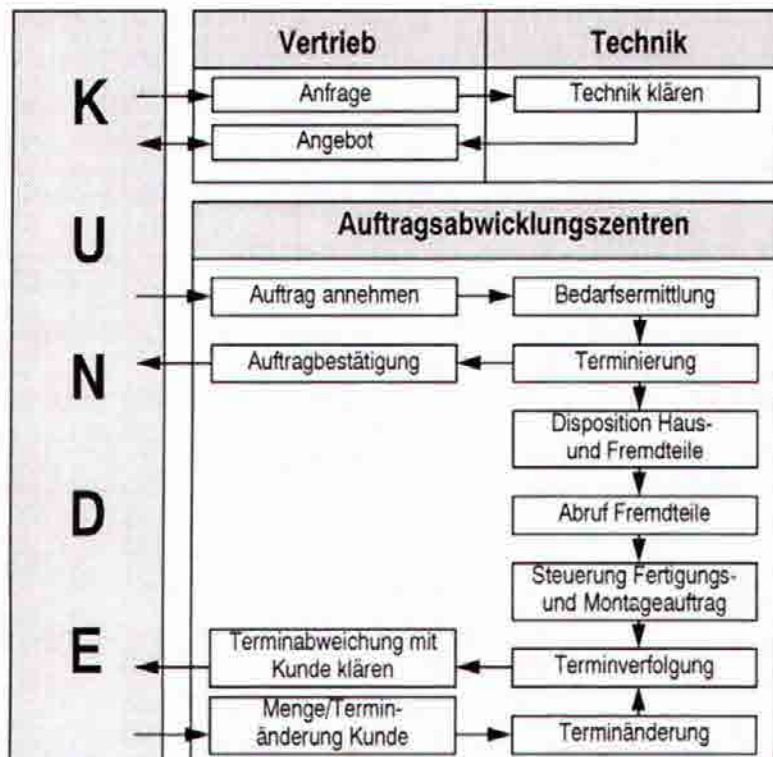 KUNDE
Vertrieb
Technik
Anfrage
Technik klären
Angebot
Auftragsabwicklungszentren
Auftrag annehmen
Bedarfsermittlung
Auftragbestätigung
Terminierung
Disposition Haus-
und Fremdteile
Abruf Fremdteile
Steuerung Fertigungs-
und Montageauftrag
Terminabweichung mit
Kunde klären
Terminverfolgung
Menge/Termin-
änderung Kunde
Terminänderung